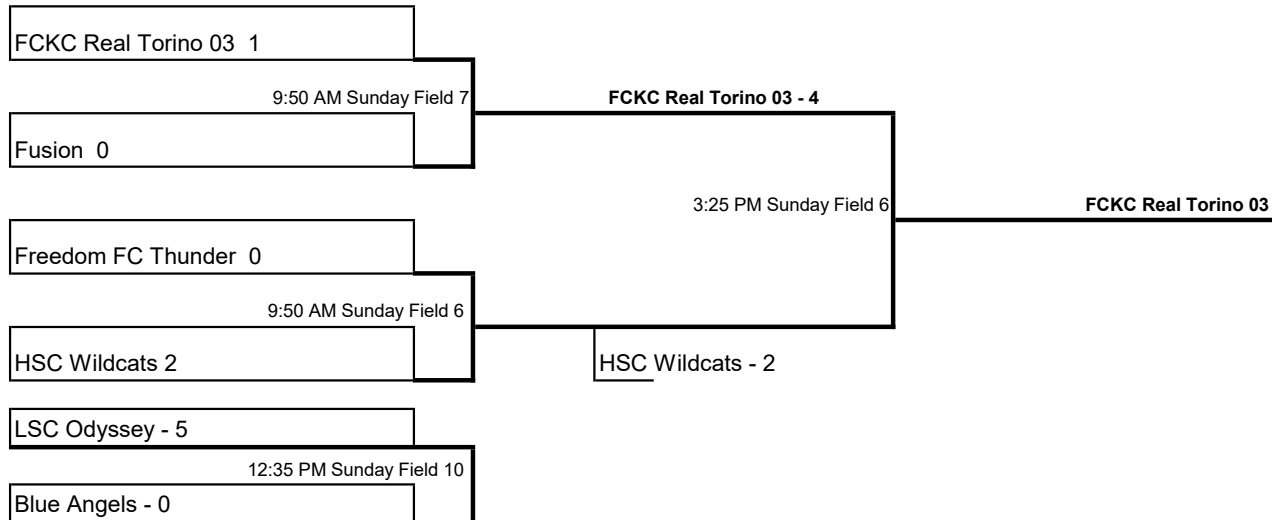 FCKC Real Torino 03  1
9:50 AM Sunday Field 7
FCKC Real Torino 03 - 4
Fusion  0
3:25 PM Sunday Field 6
FCKC Real Torino 03
Freedom FC Thunder  0
9:50 AM Sunday Field 6
HSC Wildcats 2
HSC Wildcats - 2
LSC Odyssey - 5
12:35 PM Sunday Field 10
Blue Angels - 0